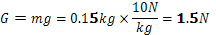 G = mg = 0.15kg × 10N/kg = 1.5N